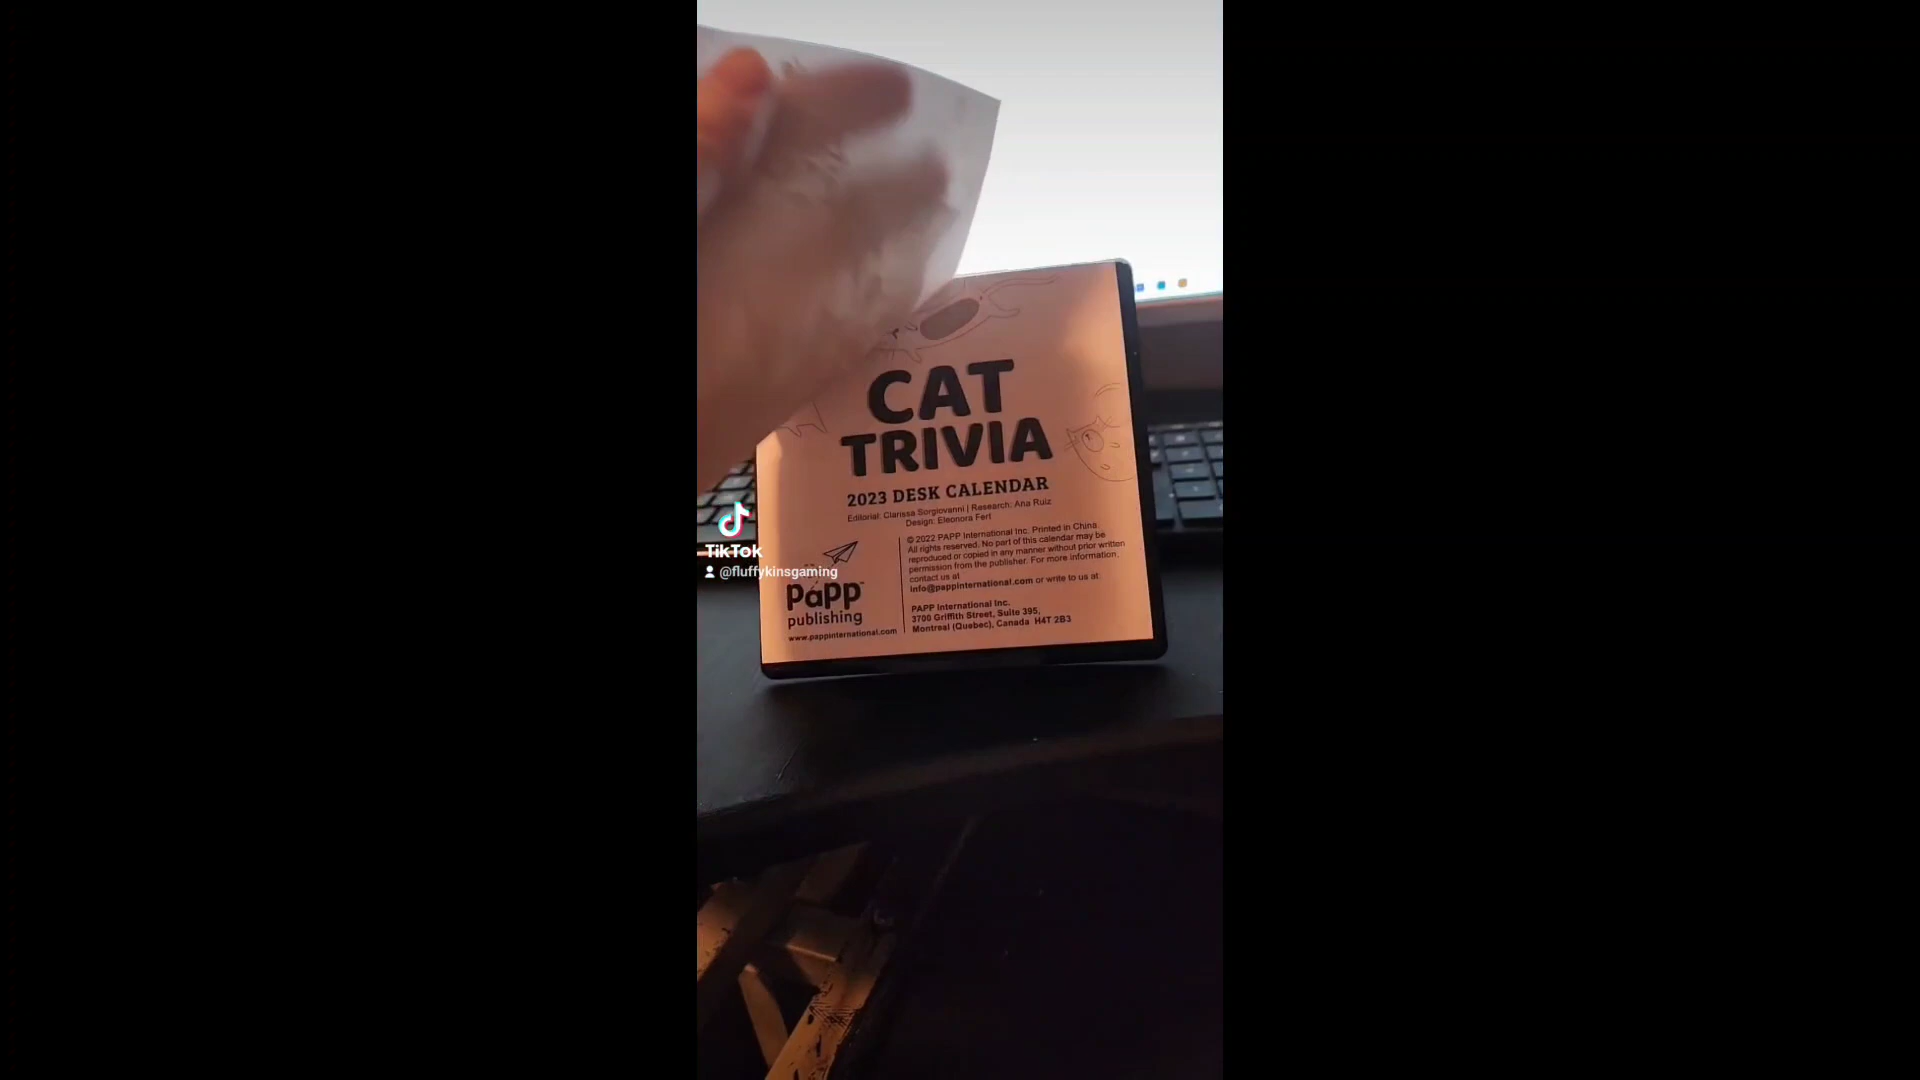 CAT
TRIVIA
2023 DESK CALENDAR
Editorial: Clarissa Sorgiovanni | Research: Ana Ruiz
Design: Eleonora Fert
© 2022 PAPP International Inc. Printed in China.
All rights reserved. No part of this calendar may be
reproduced or copied in any manner without prior written
permission from the publisher. For more information,
contact us at
info@pappinternational.com or write to us at:
PAPP International Inc.
3700 Griffith Street, Suite 395,
Montreal (Quebec), Canada H4T 2B3
papp
publishing
www.pappinternational.com
TikTok
@fluffykinsgaming